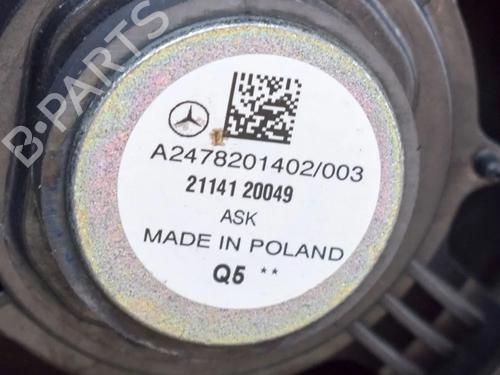 B-PARTS
A2478201402/003
21141 20049
ASK
MADE IN POLAND
Q5 **